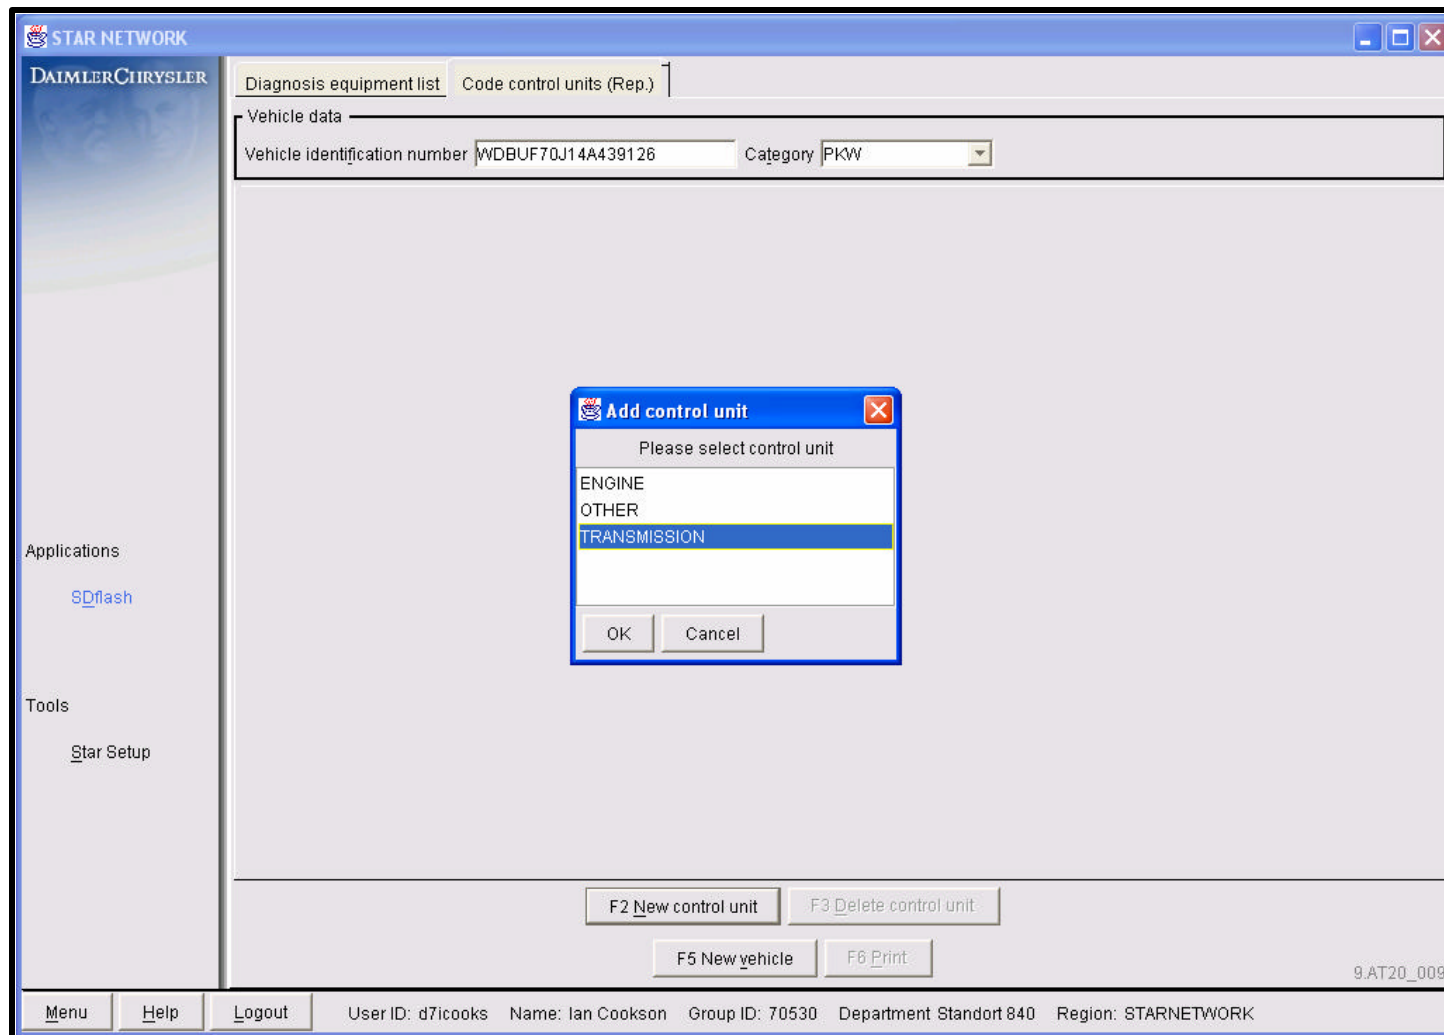 STAR NETWORK
DAIMLERCHRYSLER
Diagnosis equipment list Code control units (Rep.)
Vehicle data
Vehicle identification number WDBUF70J14A439126 Category PKW
Add control unit
Please select control unit
ENGINE
OTHER
TRANSMISSION
OK Cancel
Applications
SDflash
Tools
Star Setup
F2 New control unit F3 Delete control unit
F5 New vehicle F6 Print
9.AT20_009
Menu Help Logout User ID: d7icooks Name: Ian Cookson Group ID: 70530 Department Standort 840 Region: STARNETWORK